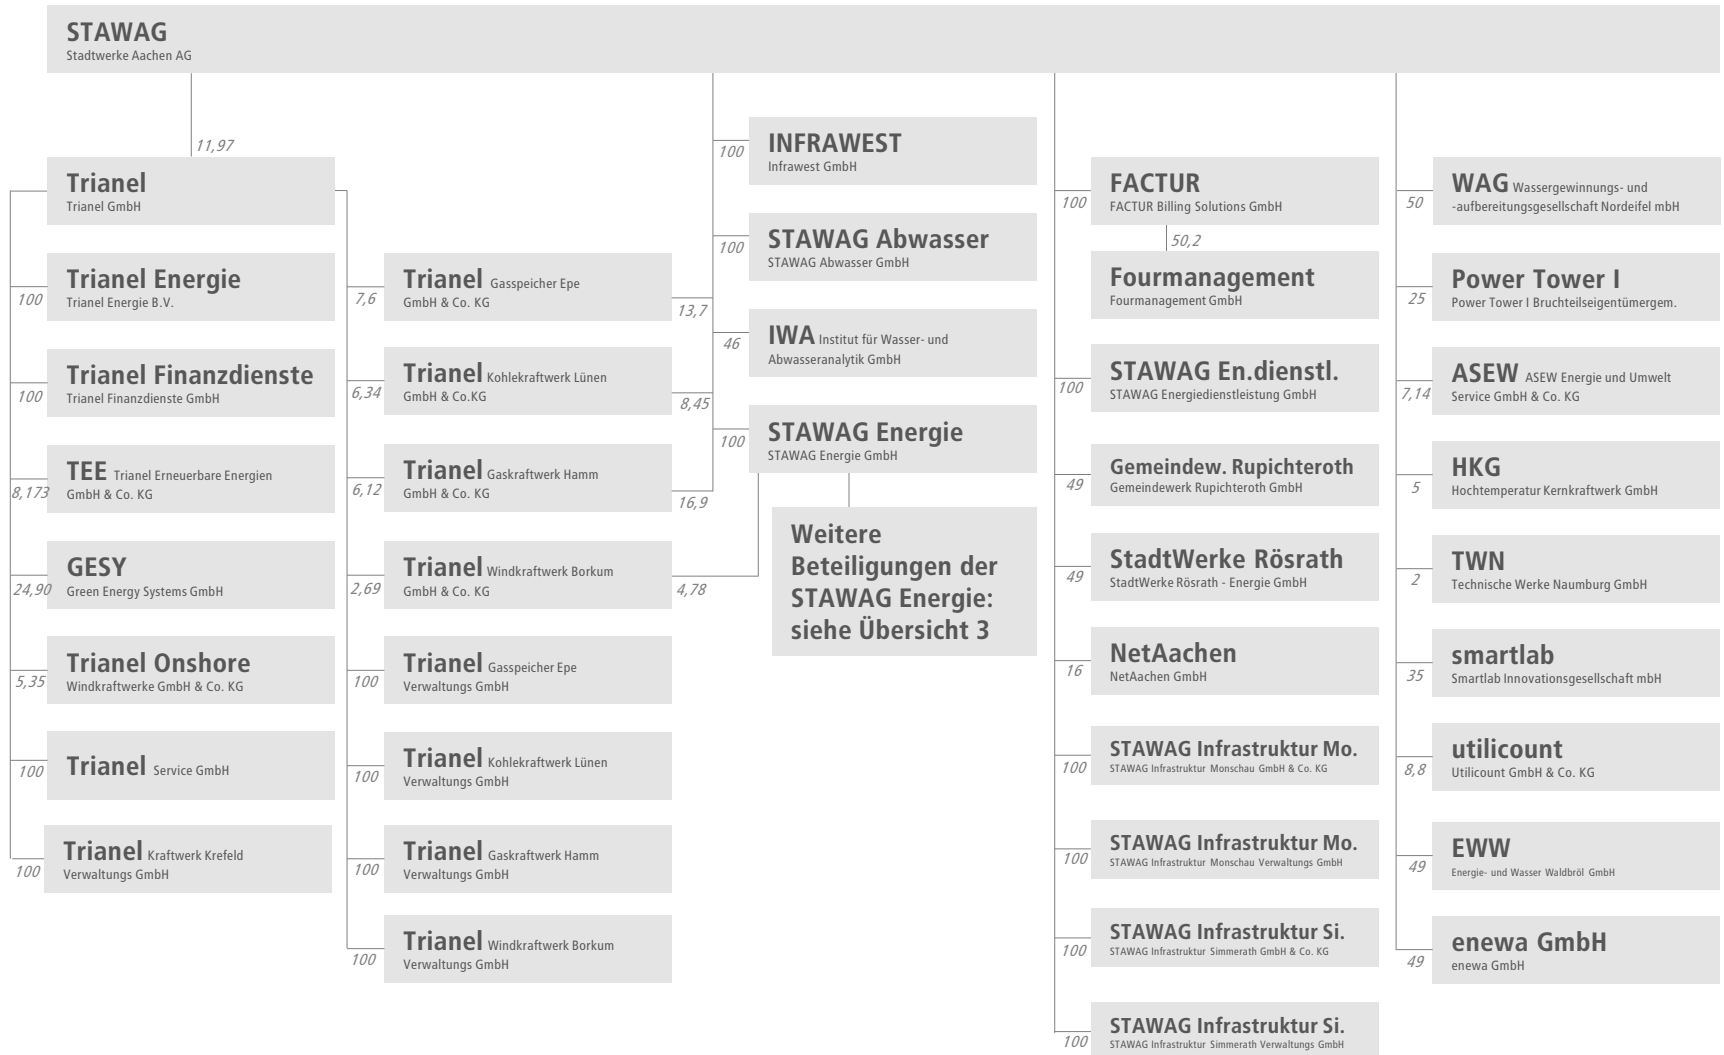 STAWAG
Stadtwerke Aachen AG
11,97
Trianel
Trianel GmbH
100
Trianel Energie
Trianel Energie B.V.
100
Trianel Finanzdienste
Trianel Finanzdienste GmbH
8,173
TEE Trianel Erneuerbare Energien
GmbH & Co. KG
24,90
GESY
Green Energy Systems GmbH
5,35
Trianel Onshore
Windkraftwerke GmbH & Co. KG
100
Trianel Service GmbH
100
Trianel Kraftwerk Krefeld
Verwaltungs GmbH
7,6
Trianel Gasspeicher Epe
GmbH & Co. KG
13,7
6,34
Trianel Kohlekraftwerk Lünen
GmbH & Co.KG
8,45
6,12
Trianel Gaskraftwerk Hamm
GmbH & Co. KG
16,9
2,69
Trianel Windkraftwerk Borkum
GmbH & Co. KG
4,78
100
Trianel Gasspeicher Epe
Verwaltungs GmbH
100
Trianel Kohlekraftwerk Lünen
Verwaltungs GmbH
100
Trianel Gaskraftwerk Hamm
Verwaltungs GmbH
100
Trianel Windkraftwerk Borkum
Verwaltungs GmbH
100
INFRAWEST
Infrawest GmbH
100
STAWAG Abwasser
STAWAG Abwasser GmbH
46
IWA Institut für Wasser- und
Abwasseranalytik GmbH
100
STAWAG Energie
STAWAG Energie GmbH
Weitere
Beteiligungen der
STAWAG Energie:
siehe Übersicht 3
100
FACTUR
FACTUR Billing Solutions GmbH
50,2
Fourmanagement
Fourmanagement GmbH
100
STAWAG En.dienstl.
STAWAG Energiedienstleistung GmbH
49
Gemeindew. Rupichteroth
Gemeindewerk Rupichteroth GmbH
49
StadtWerke Rösrath
StadtWerke Rösrath - Energie GmbH
16
NetAachen
NetAachen GmbH
100
STAWAG Infrastruktur Mo.
STAWAG Infrastruktur Monschau GmbH & Co. KG
100
STAWAG Infrastruktur Mo.
STAWAG Infrastruktur Monschau Verwaltungs GmbH
100
STAWAG Infrastruktur Si.
STAWAG Infrastruktur Simmerath GmbH & Co. KG
100
STAWAG Infrastruktur Si.
STAWAG Infrastruktur Simmerath Verwaltungs GmbH
50
WAG Wassergewinnungs- und
-aufbereitungsgesellschaft Nordeifel mbH
25
Power Tower I
Power Tower I Bruchteilseigentümergem.
7,14
ASEW ASEW Energie und Umwelt
Service GmbH & Co. KG
5
HKG
Hochtemperatur Kernkraftwerk GmbH
2
TWN
Technische Werke Naumburg GmbH
35
smartlab
Smartlab Innovationsgesellschaft mbH
8,8
utilicount
Utilicount GmbH & Co. KG
49
EWW
Energie- und Wasser Waldbröl GmbH
49
enewa GmbH
enewa GmbH